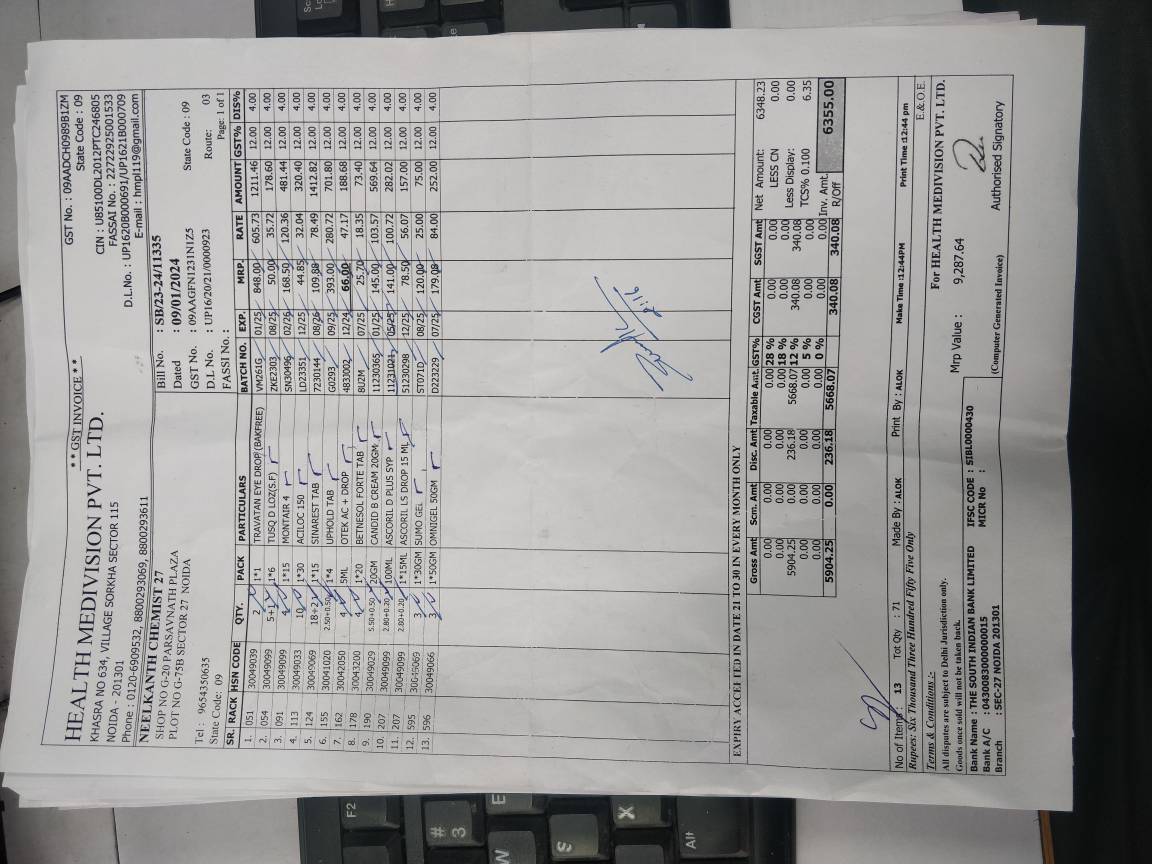 ** GST INVOICE **
HEALTH MEDIVISION PVT. LTD.
KHASRA NO 634, VILLAGE SORKHA SECTOR 115
NOIDA - 201301
Phone : 0120-6909532, 8800293069, 8800293611
GST No. : 09AADCH0989B1ZM
State Code : 09
CIN : U85100DL2012PTC246805
FASSAI No. : 22722925001533
D.L.No. : UP1620B000691/UP1621B000709
E-mail : hmpl119@gmail.com
NEELKANTH CHEMIST 27
SHOP NO G-20 PARSAVNATH PLAZA
PLOT NO G-75B SECTOR 27 NOIDA
Tel : 9654350635
State Code: 09
Bill No. : SB/23-24/11335
Dated : 09/01/2024
GST No. : 09AAGFN1231N1Z5 State Code : 09
D.L No. : UP16/20/21/0000923 Route: 03
FASSI No. : Page: 1 of 1
SR. RACK HSN CODE QTY. PACK PARTICULARS BATCH NO. EXP. MRP. RATE AMOUNT GST% DIS%
1. 051 30049039 2 1*1 TRAVATAN EYE DROP (BAKFREE) VM261G 01/25 848.00 605.73 1211.46 12.00 4.00
2. 054 30049099 5+1 1*6 TUSQ D LOZ(S.F) ZKE2303 08/25 50.00 35.72 178.60 12.00 4.00
3. 091 30049099 4 1*15 MONTAIR 4 SN30496 02/26 168.50 120.36 481.44 12.00 4.00
4. 113 30049033 10 1*30 ACILOC 150 LD23351 10/25 44.85 32.04 320.40 12.00 4.00
5. 124 30049069 18+2 1*15 SINAREST TAB 7230144 08/26 109.88 78.49 1412.82 12.00 4.00
6. 155 30041020 2.50+0.50 1*4 UPHOLD TAB G0293 09/25 393.00 280.72 701.80 12.00 4.00
7. 162 30042050 4 5ML OTEK AC + DROP 4833002 12/24 66.00 47.17 188.68 12.00 4.00
8. 178 30043200 4 1*20 BETNESOL FORTE TAB 8U2M 07/25 25.70 18.35 73.40 12.00 4.00
9. 190 30049029 5.50+0.50 20GM CANDID B CREAM 20GM 11230365 01/25 145.00 103.57 569.64 12.00 4.00
10. 207 30049099 2.80+0.20 100ML ASCORIL D PLUS SYP 11231021 05/25 141.00 100.72 282.02 12.00 4.00
11. 207 30049099 2.80+0.20 1*15ML ASCORIL LS DROP 15 ML 51230298 12/25 78.50 56.07 157.00 12.00 4.00
12. 595 30049069 3 1*30GM SUMO GEL ST071D 08/25 120.00 25.00 75.00 12.00 4.00
13. 596 30049066 3 1*50GM OMNIGEL 50GM D223229 07/25 179.08 84.00 252.00 12.00 4.00
EXPIRY ACCEPTED IN DATE 21 TO 30 IN EVERY MONTH ONLY
Gross Amt Scm. Amt Disc. Amt Taxable Amt. GST% CGST Amt SGST Amt
0.00 0.00 0.00 0.00 28 % 0.00 0.00
0.00 0.00 0.00 0.00 18 % 0.00 0.00
5904.25 0.00 236.18 5668.07 12 % 340.08 340.08
0.00 0.00 0.00 0.00 5 % 0.00 0.00
0.00 0.00 0.00 0.00 0 % 0.00 0.00
5904.25 0.00 236.18 5668.07 340.08 340.08
Net Amount: 6348.23
LESS CN 0.00
Less Display: 0.00
TCS% 0.100 6.35
Inv. Amt. 6355.00
R/Off
No of Items : 13 Tot Qty : 71 Made By : ALOK Print By : ALOK Make Time :12:44PM Print Time :12:44 pm
Rupees: Six Thousand Three Hundred Fifty Five Only E.& O.E.
Terms & Conditions :-
All disputes are subject to Delhi Jurisdiction only.
Goods once sold will not be taken back.
Mrp Value : 9,287.64
For HEALTH MEDIVISION PVT. LTD.
Bank Name : THE SOUTH INDIAN BANK LIMITED IFSC CODE : SIBL0000430
Bank A/C : 0430083000000015 MICR No :
Branch : SEC-27 NOIDA 201301
(Computer Generated Invoice)
Authorised Signatory